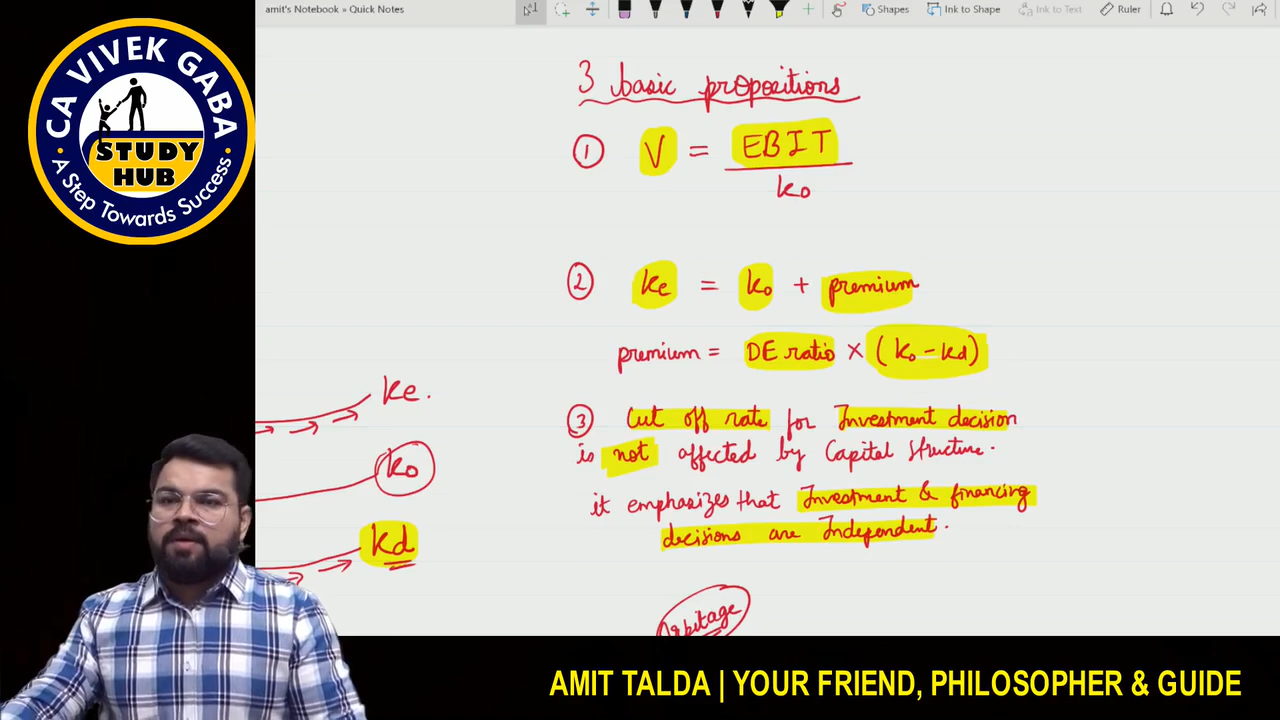 amit's Notebook » Quick Notes
Shapes
Ink to Shape
Ink to Text
Ruler
CA VIVEK GABA
STUDY
HUB
• A Step Towards Success •
3 basic propositions
① V = EBIT
ko
② ke = ko + premium
premium = DE ratio × (ko - kd)
③ Cut off rate for Investment decision
is not affected by Capital structure.
it emphasizes that Investment & financing
decisions are Independent.
ke.
ko
kd
AMIT TALDA | YOUR FRIEND, PHILOSOPHER & GUIDE